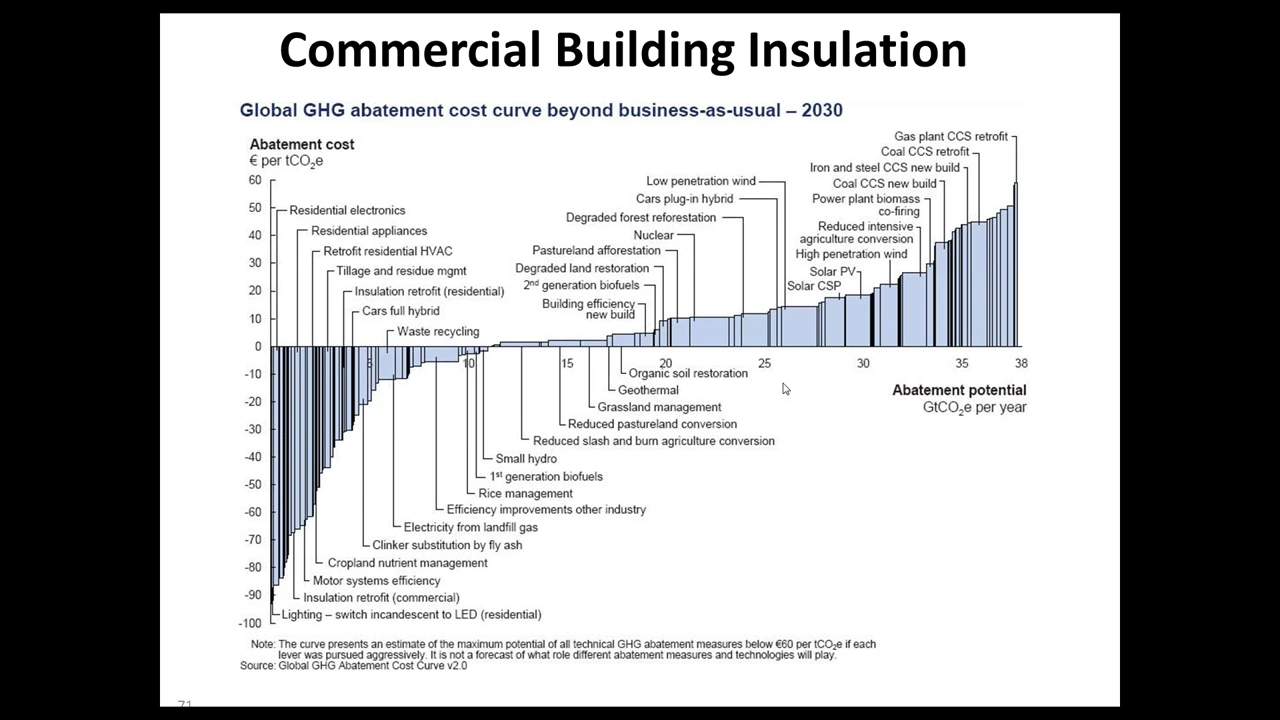 Commercial Building Insulation
Global GHG abatement cost curve beyond business-as-usual – 2030
Abatement cost
€ per tCO₂e
60
50
40
30
20
10
0
-10
-20
-30
-40
-50
-60
-70
-80
-90
-100
5
10
15
20
25
30
35
38
Abatement potential
GtCO₂e per year
Residential electronics
Residential appliances
Retrofit residential HVAC
Tillage and residue mgmt
Insulation retrofit (residential)
Cars full hybrid
Waste recycling
Low penetration wind
Cars plug-in hybrid
Degraded forest reforestation
Nuclear
Pastureland afforestation
Degraded land restoration
2nd generation biofuels
Building efficiency
new build
Gas plant CCS retrofit
Coal CCS retrofit
Iron and steel CCS new build
Coal CCS new build
Power plant biomass
co-firing
Reduced intensive
agriculture conversion
High penetration wind
Solar PV
Solar CSP
Organic soil restoration
Geothermal
Grassland management
Reduced pastureland conversion
Reduced slash and burn agriculture conversion
Small hydro
1st generation biofuels
Rice management
Efficiency improvements other industry
Electricity from landfill gas
Clinker substitution by fly ash
Cropland nutrient management
Motor systems efficiency
Insulation retrofit (commercial)
Lighting – switch incandescent to LED (residential)
Note: The curve presents an estimate of the maximum potential of all technical GHG abatement measures below €60 per tCO₂e if each
lever was pursued aggressively. It is not a forecast of what role different abatement measures and technologies will play.
Source: Global GHG Abatement Cost Curve v2.0
71